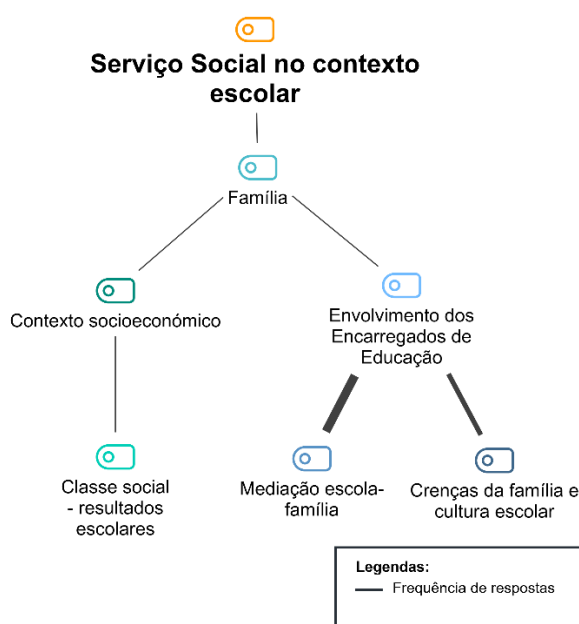 Serviço Social no contexto
escolar
Família
Contexto socioeconómico
Envolvimento dos
Encarregados de
Educação
Classe social
- resultados
escolares
Mediação escola-
família
Crenças da família e
cultura escolar
Legendas:
Frequência de respostas